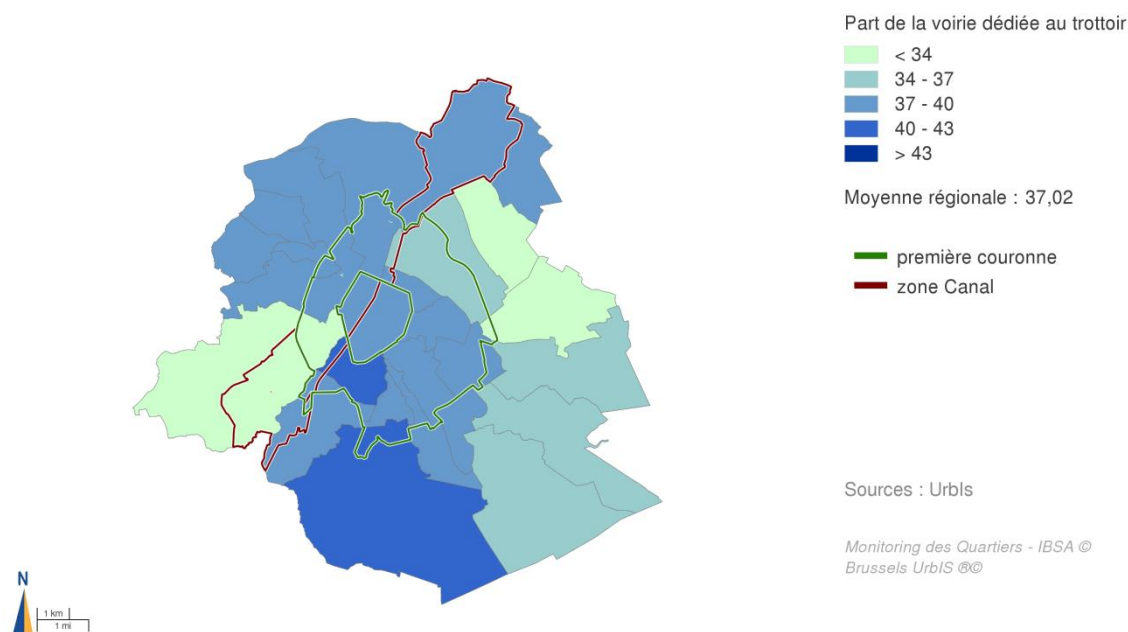 Part de la voirie dédiée au trottoir
< 34
34 - 37
37 - 40
40 - 43
> 43
Moyenne régionale : 37,02
première couronne
zone Canal
Sources : UrbIs
Monitoring des Quartiers - IBSA ©
Brussels UrbIS ®©
N
1 km
1 mi